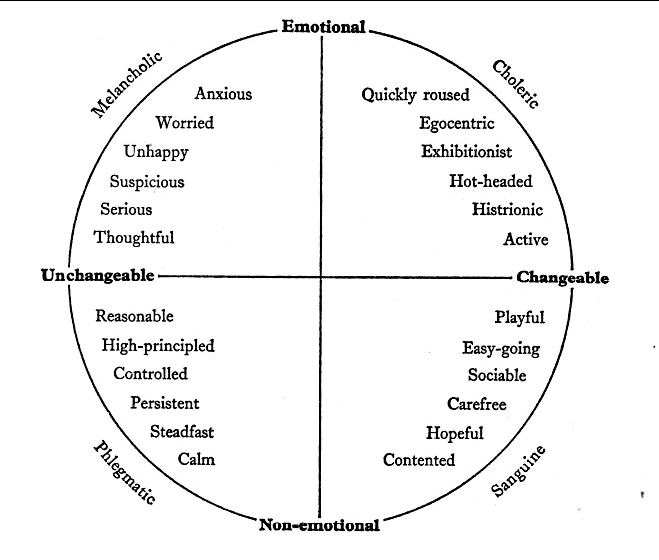 Emotional
Melancholic
Choleric
Anxious
Worried
Unhappy
Suspicious
Serious
Thoughtful
Quickly roused
Egocentric
Exhibitionist
Hot-headed
Histrionic
Active
Unchangeable
Changeable
Reasonable
High-principled
Controlled
Persistent
Steadfast
Calm
Playful
Easy-going
Sociable
Carefree
Hopeful
Contented
Phlegmatic
Sanguine
Non-emotional